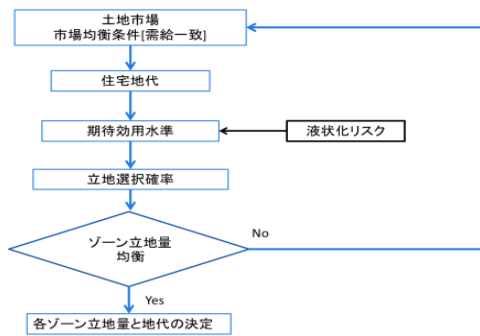 土地市場
市場均衡条件[需給一致]
住宅地代
期待効用水準
液状化リスク
立地選択確率
ゾーン立地量
均衡
No
Yes
各ゾーン立地量と地代の決定